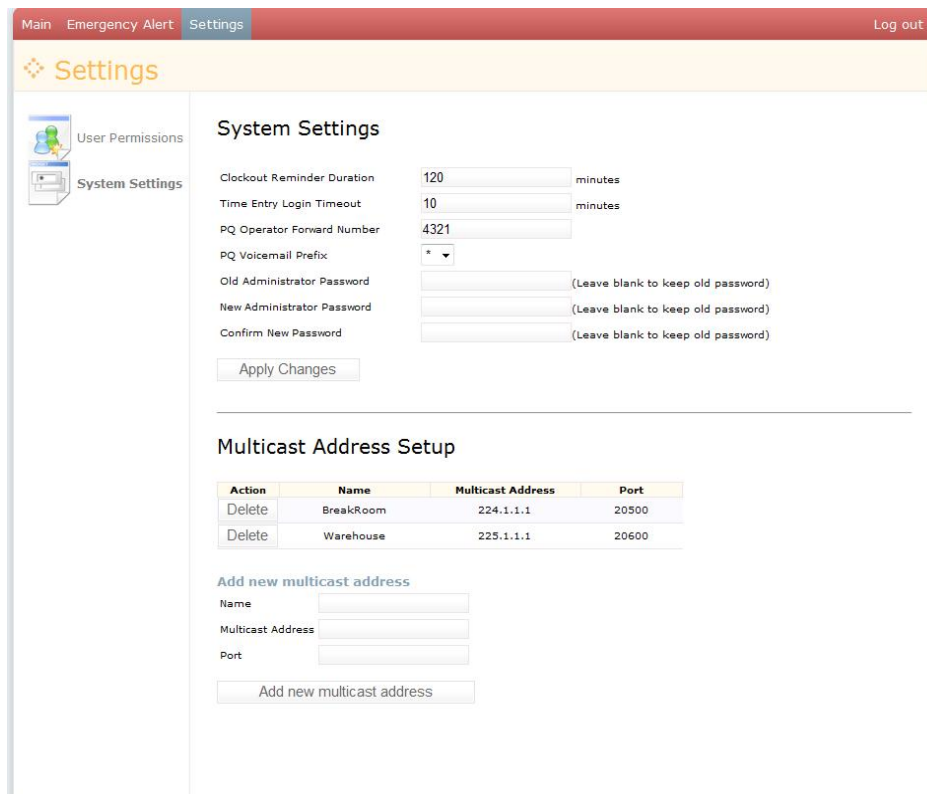 Main Emergency Alert Settings Log out
Settings
User Permissions
System Settings
System Settings
Clockout Reminder Duration 120 minutes
Time Entry Login Timeout 10 minutes
PQ Operator Forward Number 4321
PQ Voicemail Prefix *
Old Administrator Password (Leave blank to keep old password)
New Administrator Password (Leave blank to keep old password)
Confirm New Password (Leave blank to keep old password)
Apply Changes
Multicast Address Setup
Action Name Multicast Address Port
Delete BreakRoom 224.1.1.1 20500
Delete Warehouse 225.1.1.1 20600
Add new multicast address
Name
Multicast Address
Port
Add new multicast address